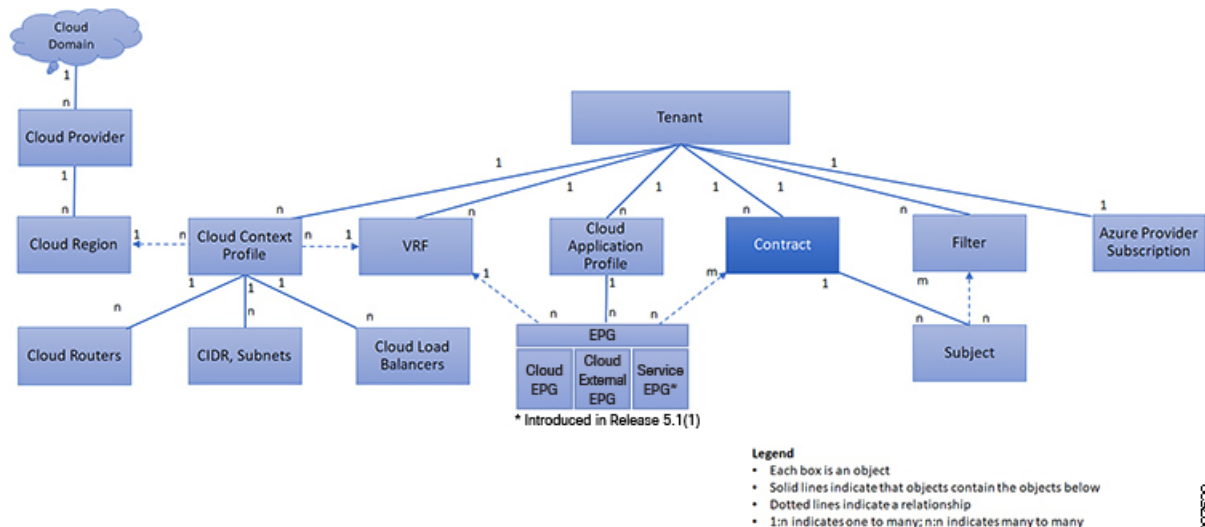 Cloud
Domain
1
n
Cloud Provider
Tenant
1
n
1
1
1
1
1
1
n
n
n
n
n
1
Cloud Region
1
n
Cloud Context
Profile
n
1
VRF
Cloud
Application
Profile
Contract
Filter
Azure Provider
Subscription
1
1
1
1
1
m
1
m
n
n
n
n
n
n
n
n
Cloud Routers
CIDR, Subnets
Cloud Load
Balancers
EPG
Cloud
EPG
Cloud
External
EPG
Service
EPG*
Subject
* Introduced in Release 5.1(1)
Legend
• Each box is an object
• Solid lines indicate that objects contain the objects below
• Dotted lines indicate a relationship
• 1:n indicates one to many; n:n indicates many to many